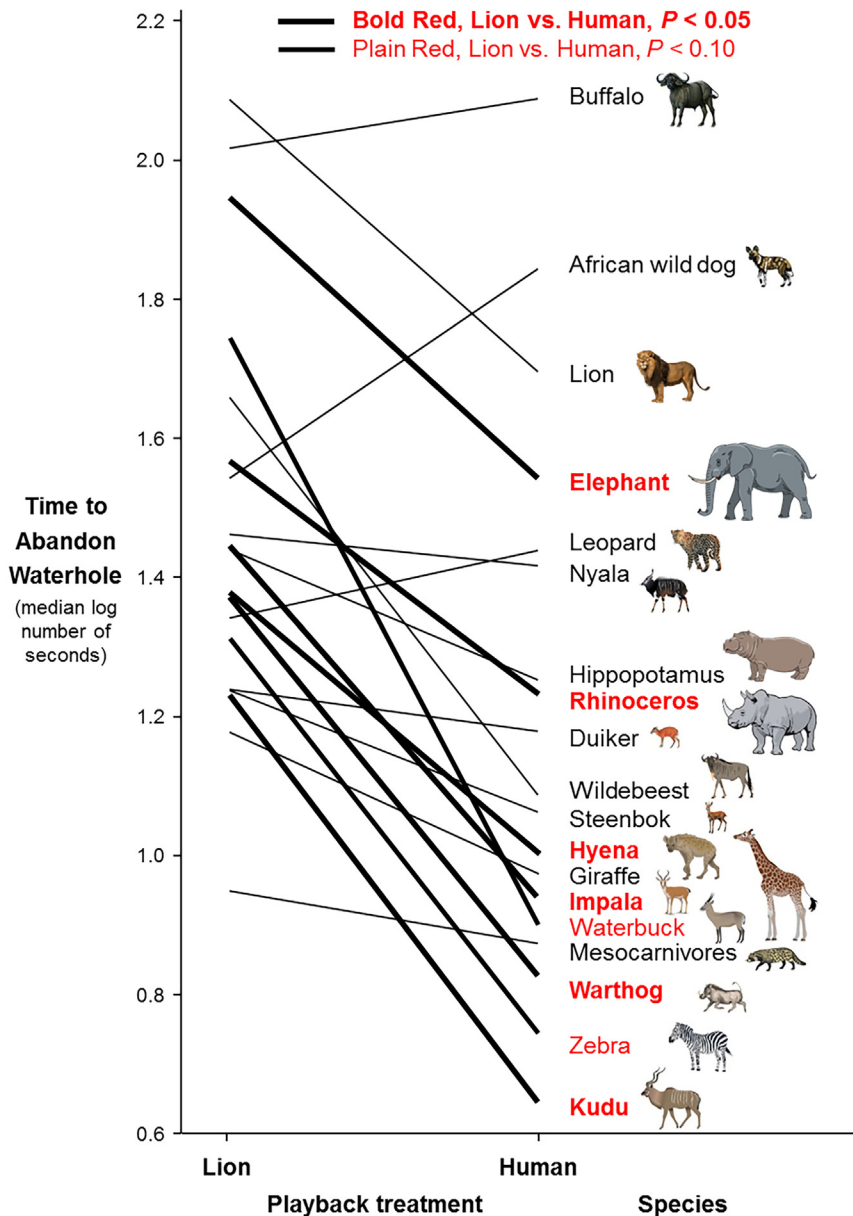 Bold Red, Lion vs. Human, P < 0.05
Plain Red, Lion vs. Human, P < 0.10
2.2
2.0
1.8
1.6
1.4
1.2
1.0
0.8
0.6
Time to
Abandon
Waterhole
(median log
number of
seconds)
Buffalo
African wild dog
Lion
Elephant
Leopard
Nyala
Hippopotamus
Rhinoceros
Duiker
Wildebeest
Steenbok
Hyena
Giraffe
Impala
Waterbuck
Mesocarnivores
Warthog
Zebra
Kudu
Lion Human
Playback treatment Species